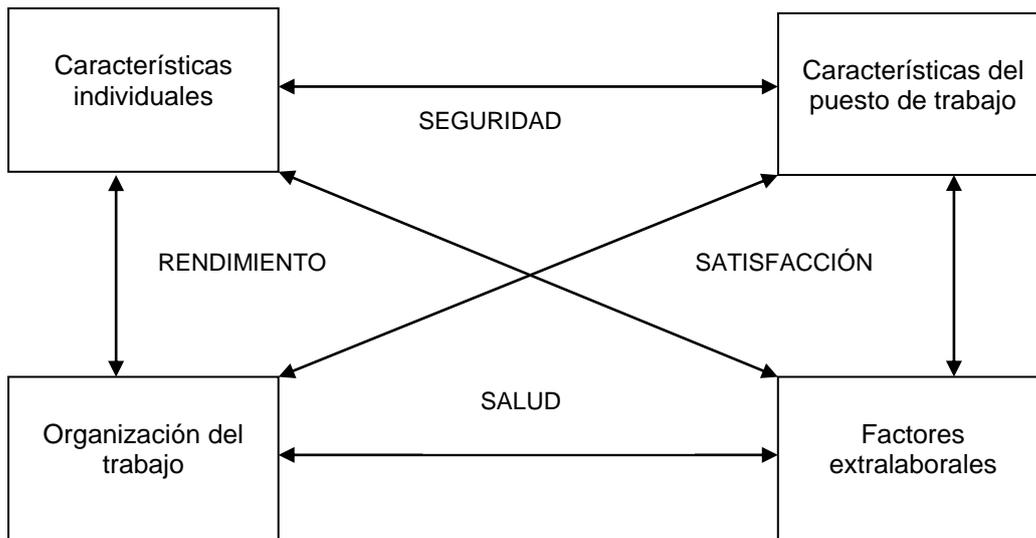 Características
individuales
Características del
puesto de trabajo
SEGURIDAD
RENDIMIENTO
SATISFACCIÓN
SALUD
Organización del
trabajo
Factores
extralaborales